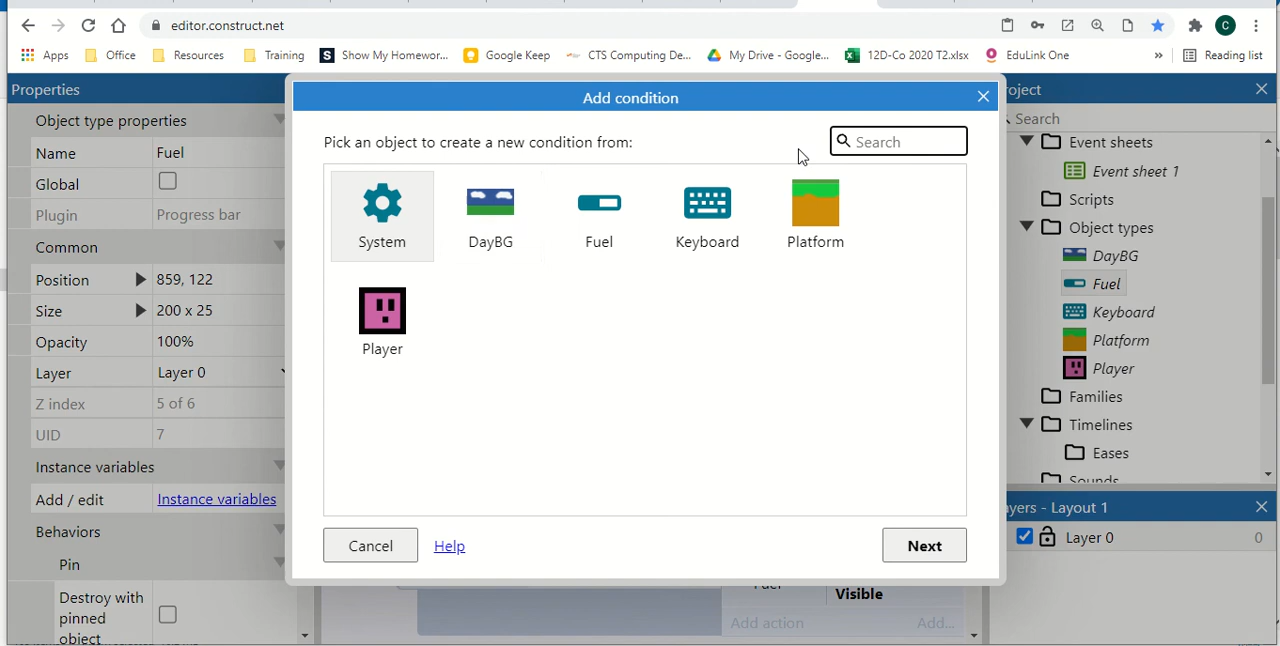 editor.construct.net
Apps Office Resources Training S Show My Homewor... Google Keep CTS Computing De... My Drive - Google... 12D-Co 2020 T2.xlsx EduLink One » Reading list
Properties
Object type properties
Name Fuel
Global
Plugin Progress bar
Common
Position 859, 122
Size 200 x 25
Opacity 100%
Layer Layer 0
Z index 5 of 6
UID 7
Instance variables
Add / edit Instance variables
Behaviors
Pin
Destroy with
pinned
object
Add condition
Pick an object to create a new condition from:
Search
System DayBG Fuel Keyboard Platform
Player
Cancel Help Next
Fuel Visible
Add action Add...
oject
Search
Event sheets
Event sheet 1
Scripts
Object types
DayBG
Fuel
Keyboard
Platform
Player
Families
Timelines
Eases
Sounds
yers - Layout 1
Layer 0 0